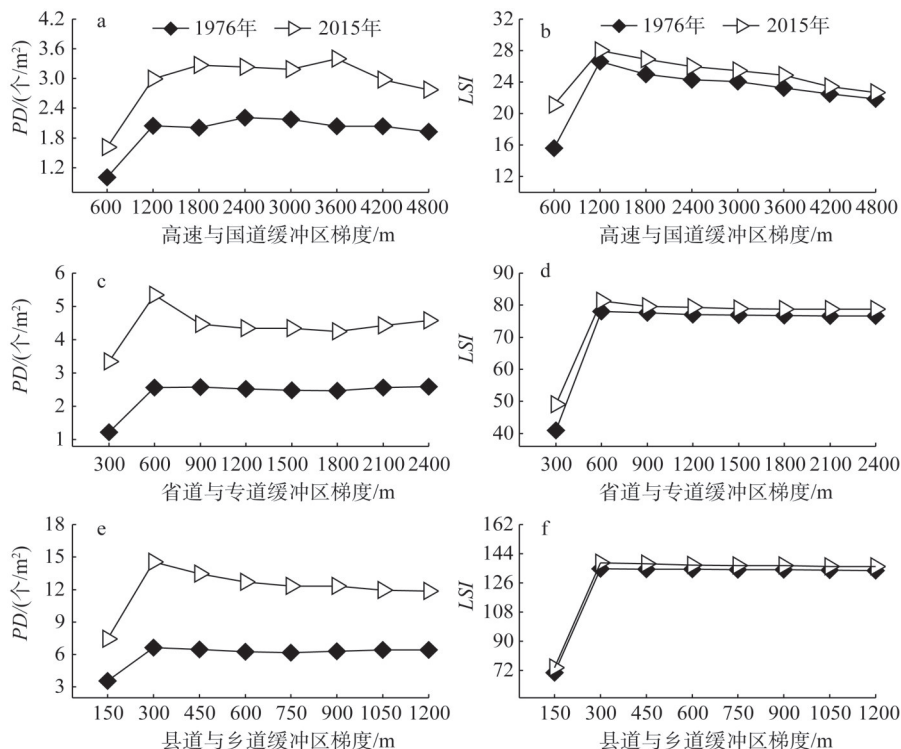 a
1976年
2015年
PD/(个/m²)
4.2
3.6
3.0
2.4
1.8
1.2
600 1200 1800 2400 3000 3600 4200 4800
高速与国道缓冲区梯度/m
b
1976年
2015年
LSI
32
28
24
20
16
12
600 1200 1800 2400 3000 3600 4200 4800
高速与国道缓冲区梯度/m
c
PD/(个/m²)
6
5
4
3
2
1
300 600 900 1200 1500 1800 2100 2400
省道与专道缓冲区梯度/m
d
LSI
90
80
70
60
50
40
300 600 900 1200 1500 1800 2100 2400
省道与专道缓冲区梯度/m
e
PD/(个/m²)
18
15
12
9
6
3
150 300 450 600 750 900 1050 1200
县道与乡道缓冲区梯度/m
f
LSI
162
144
126
108
90
72
150 300 450 600 750 900 1050 1200
县道与乡道缓冲区梯度/m